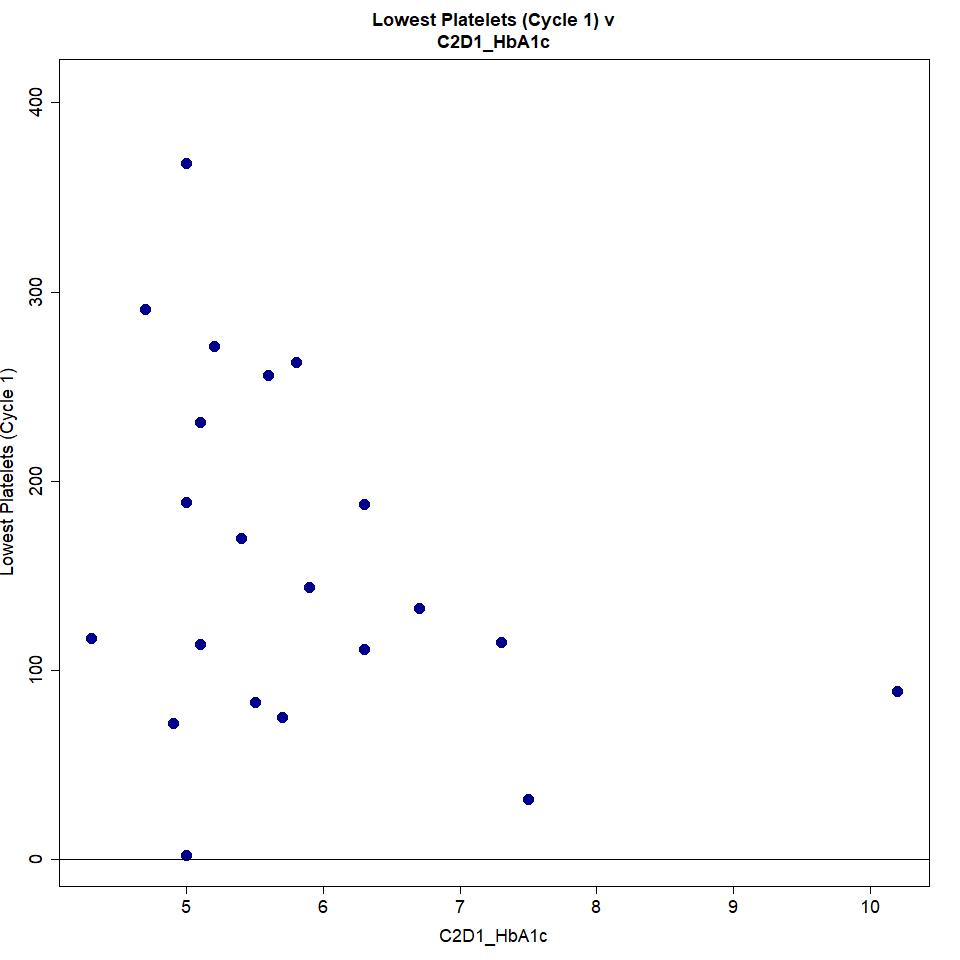 Lowest Platelets (Cycle 1) v
C2D1_HbA1c
400
300
200
100
0
Lowest Platelets (Cycle 1)
5 6 7 8 9 10
C2D1_HbA1c